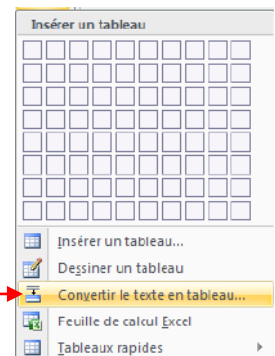 Insérer un tableau
Insérer un tableau...
Dessiner un tableau
Convertir le texte en tableau...
Feuille de calcul Excel
Tableaux rapides